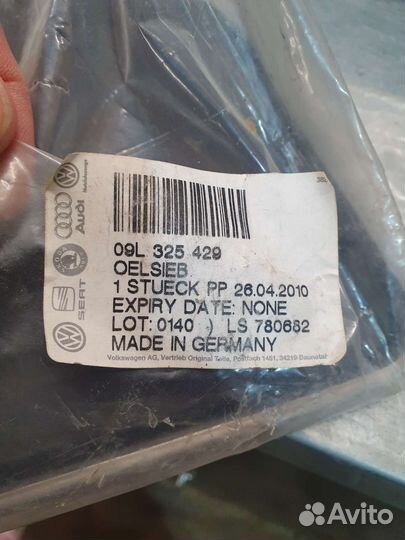 09L 325 429
OELSIEB
1 STUECK PP 26.04.2010
EXPIRY DATE: NONE
LOT: 0140 ) LS 780682
MADE IN GERMANY
Volkswagen AG, Vertrieb Original Teile, Postfach 1451, 34219 Baunatal
Nutzfahrzeuge
Audi
SEAT
Avito